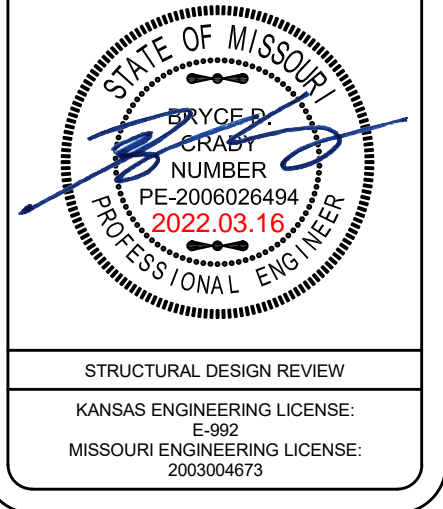 STATE OF MISSOURI
BRYCE D.
CRADY
NUMBER
PE-2006026494
2022.03.16
PROFESSIONAL ENGINEER
STRUCTURAL DESIGN REVIEW
KANSAS ENGINEERING LICENSE:
E-992
MISSOURI ENGINEERING LICENSE:
2003004673